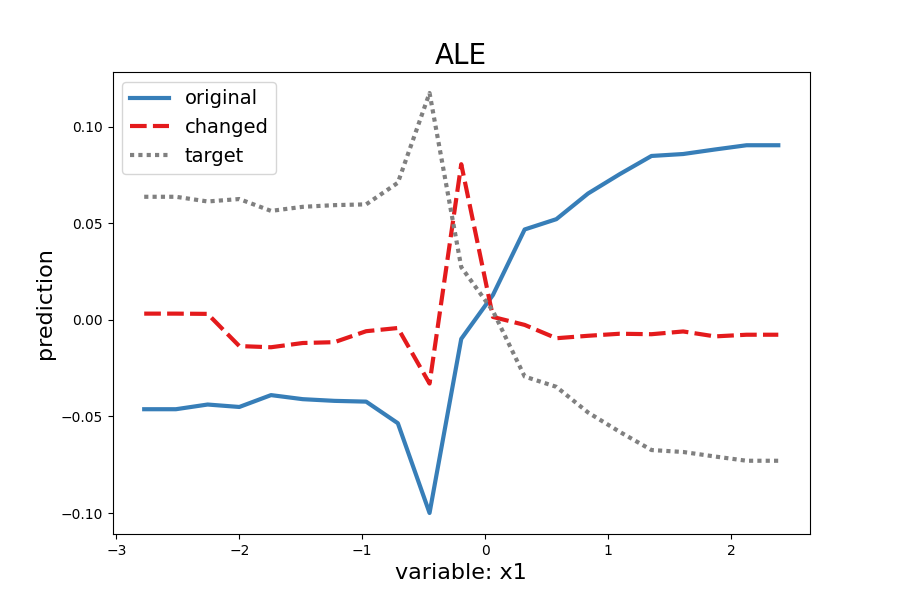 ALE
original
changed
target
prediction
0.10
0.05
0.00
−0.05
−0.10
−3
−2
−1
0
1
2
variable: x1